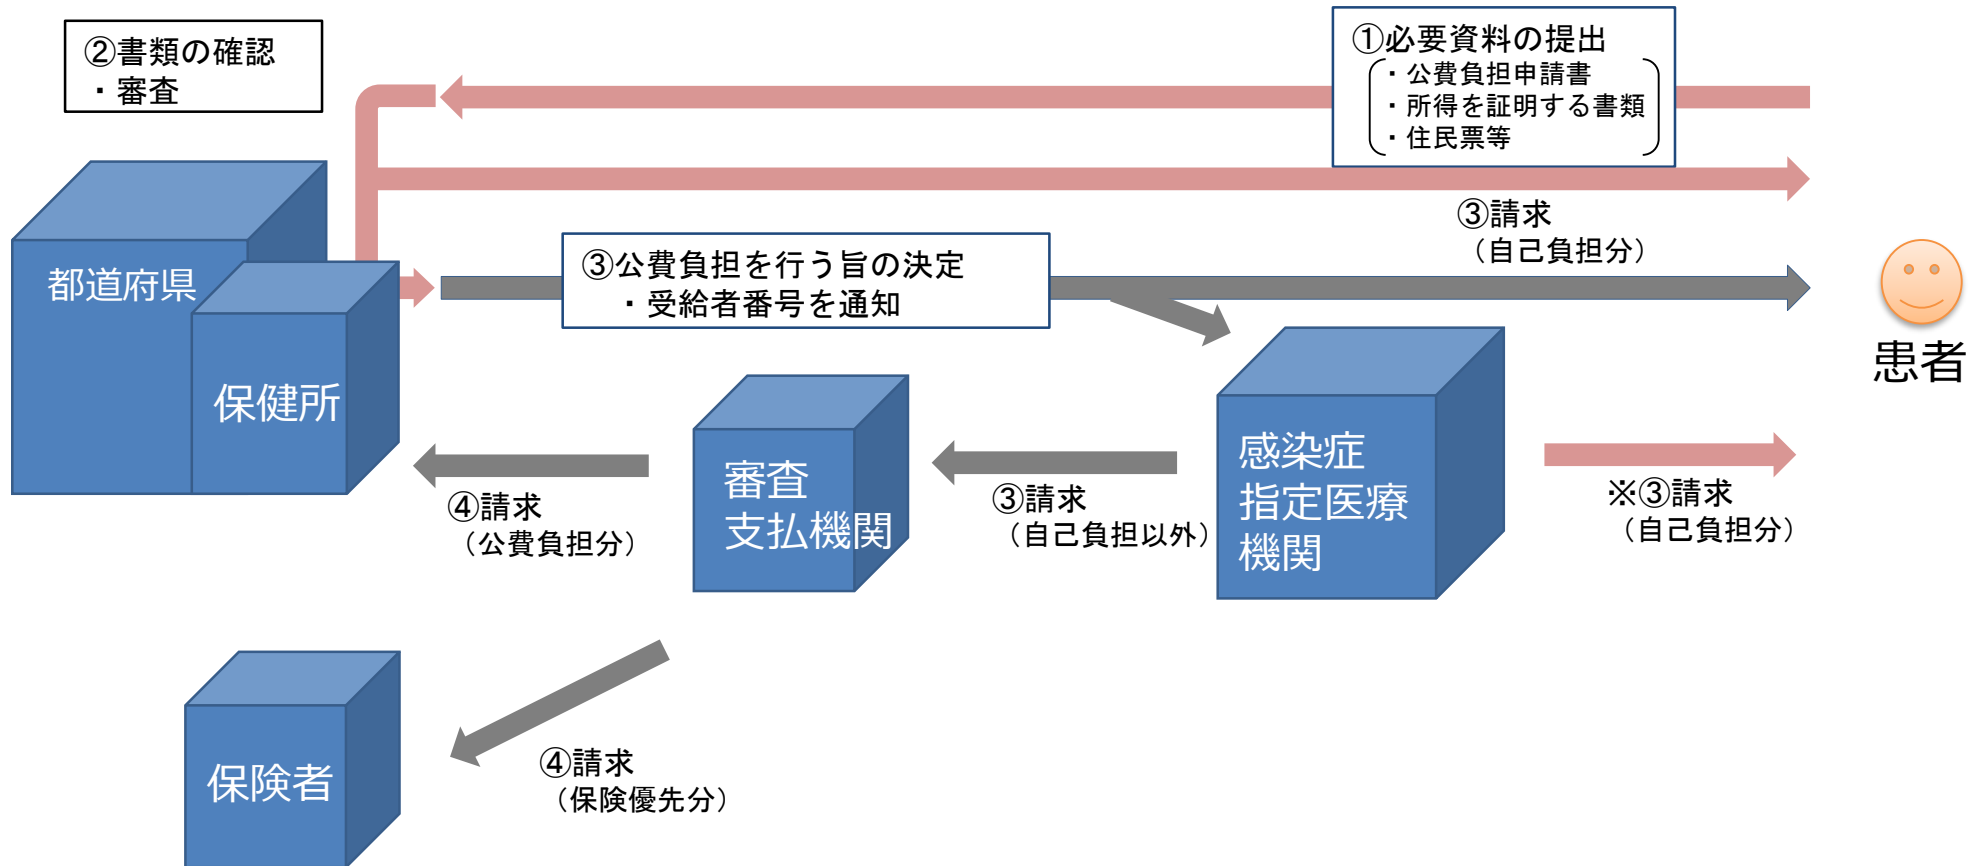 ②書類の確認
・審査
①必要資料の提出
・公費負担申請書
・所得を証明する書類
・住民票等
③請求
（自己負担分）
都道府県
③公費負担を行う旨の決定
・受給者番号を通知
患者
保健所
審査
支払機関
感染症
指定医療
機関
④請求
（公費負担分）
③請求
（自己負担以外）
※③請求
（自己負担分）
保険者
④請求
（保険優先分）